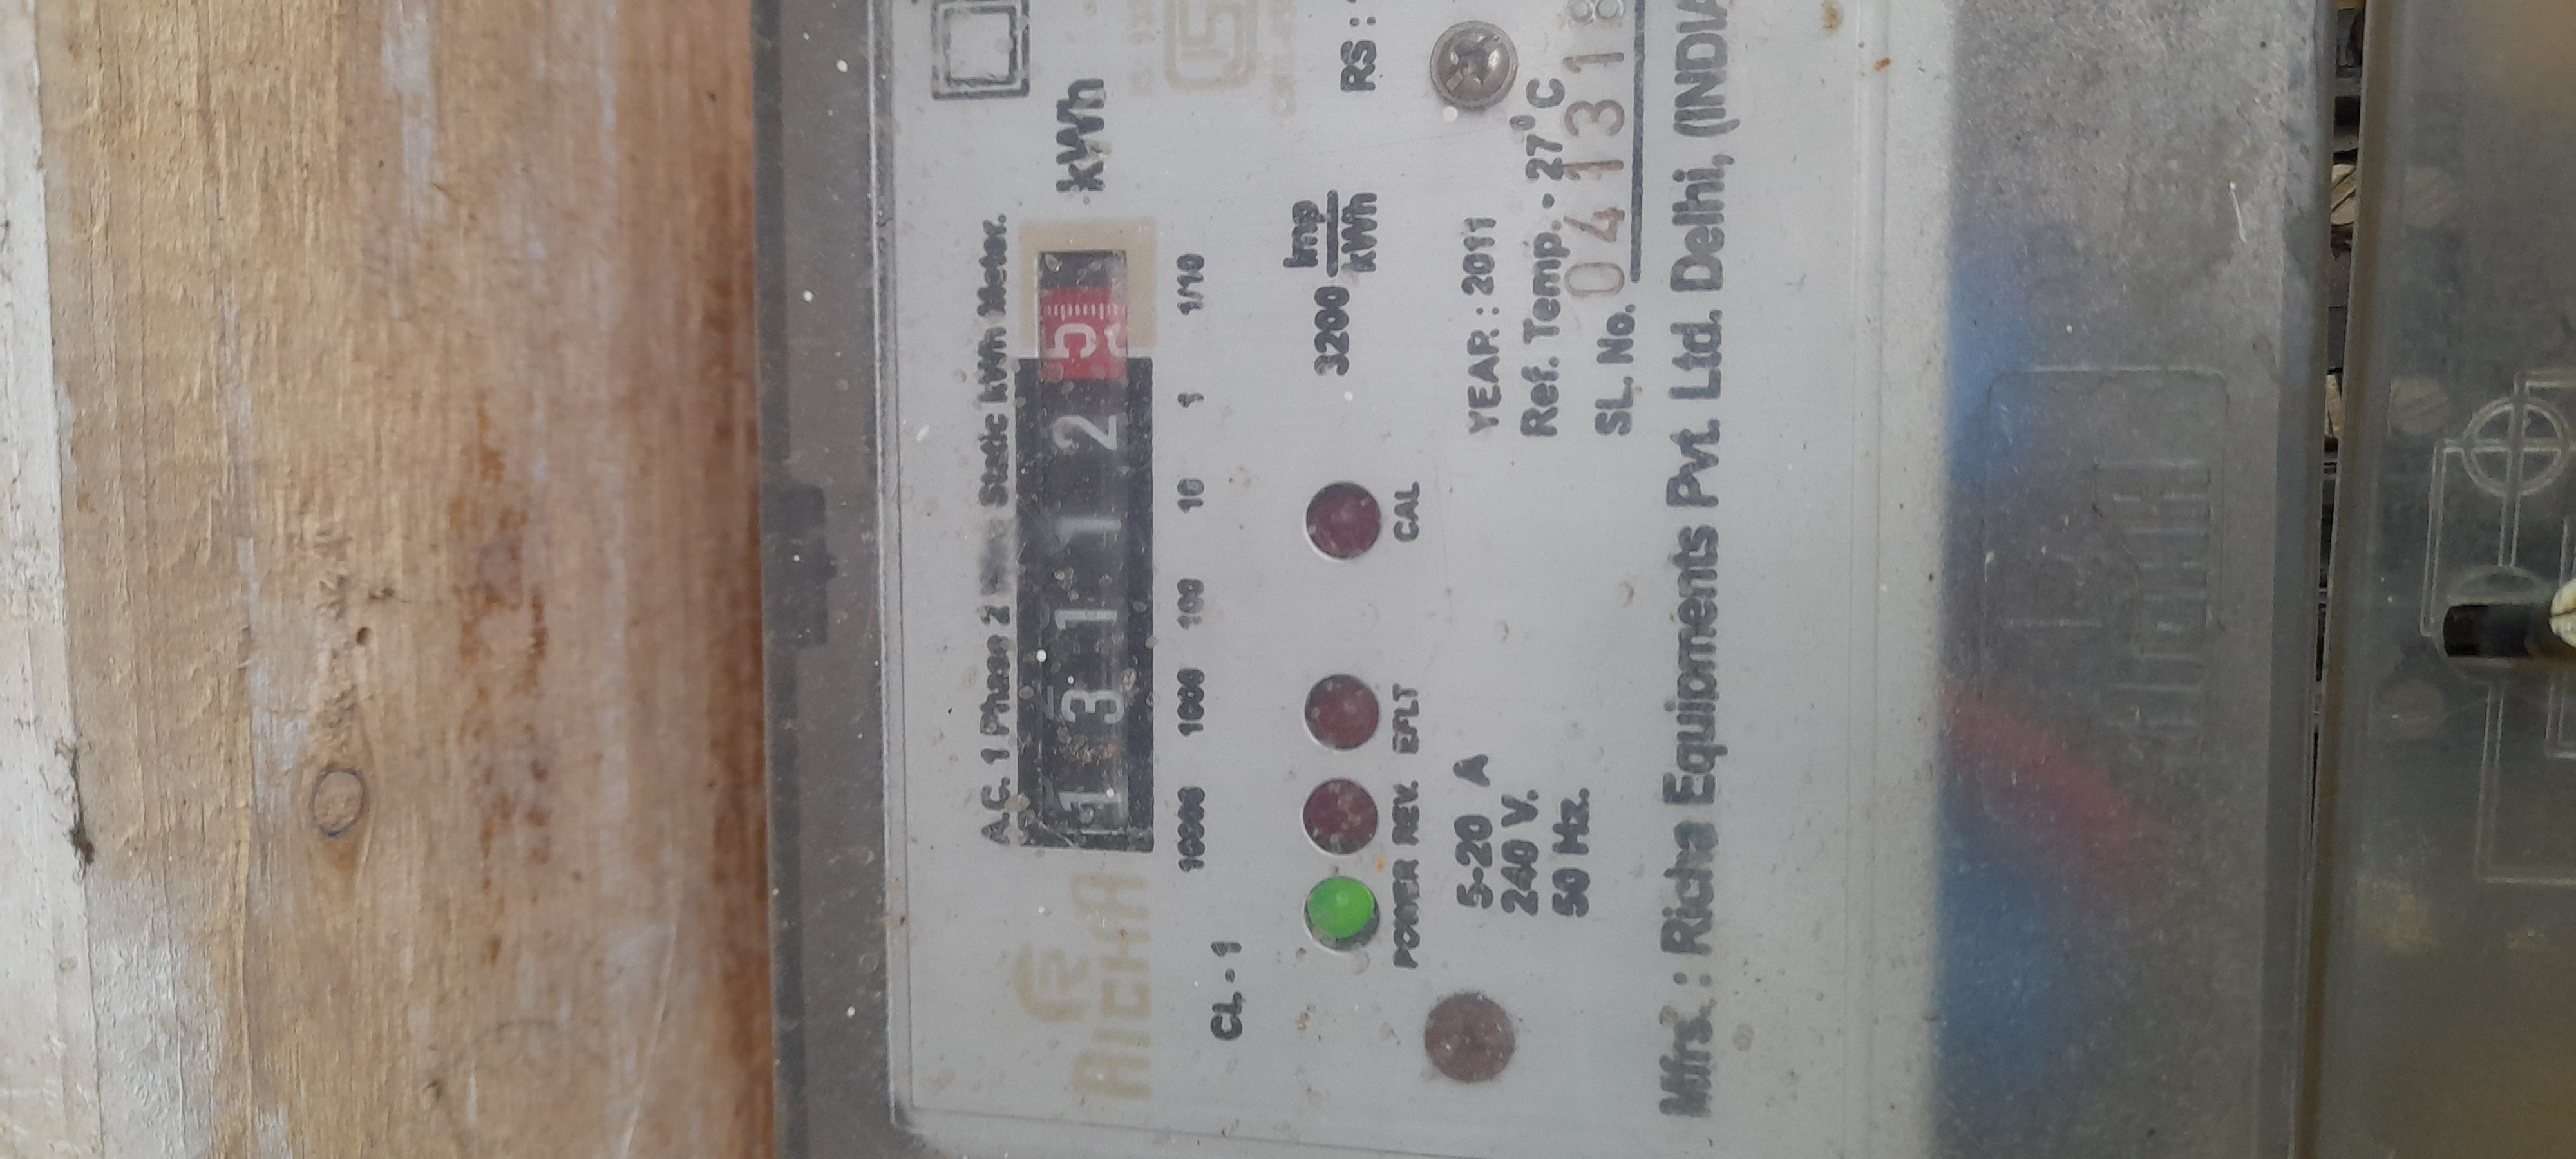 A.C. 1 Phase 2 Static kWh Meter.
1 3 1 1 2 5 kWh
10000 1000 100 10 1 1/10
RICHA
CL - 1
3200 Imp/kWh
RS :
POWER REV. EFLT CAL
5-20 A
240 V.
50 Hz.
YEAR : 2011
Ref. Temp. - 27°C
SL. No. 041318
Mfrs. : Richa Equipments Pvt. Ltd. Delhi, (INDIA